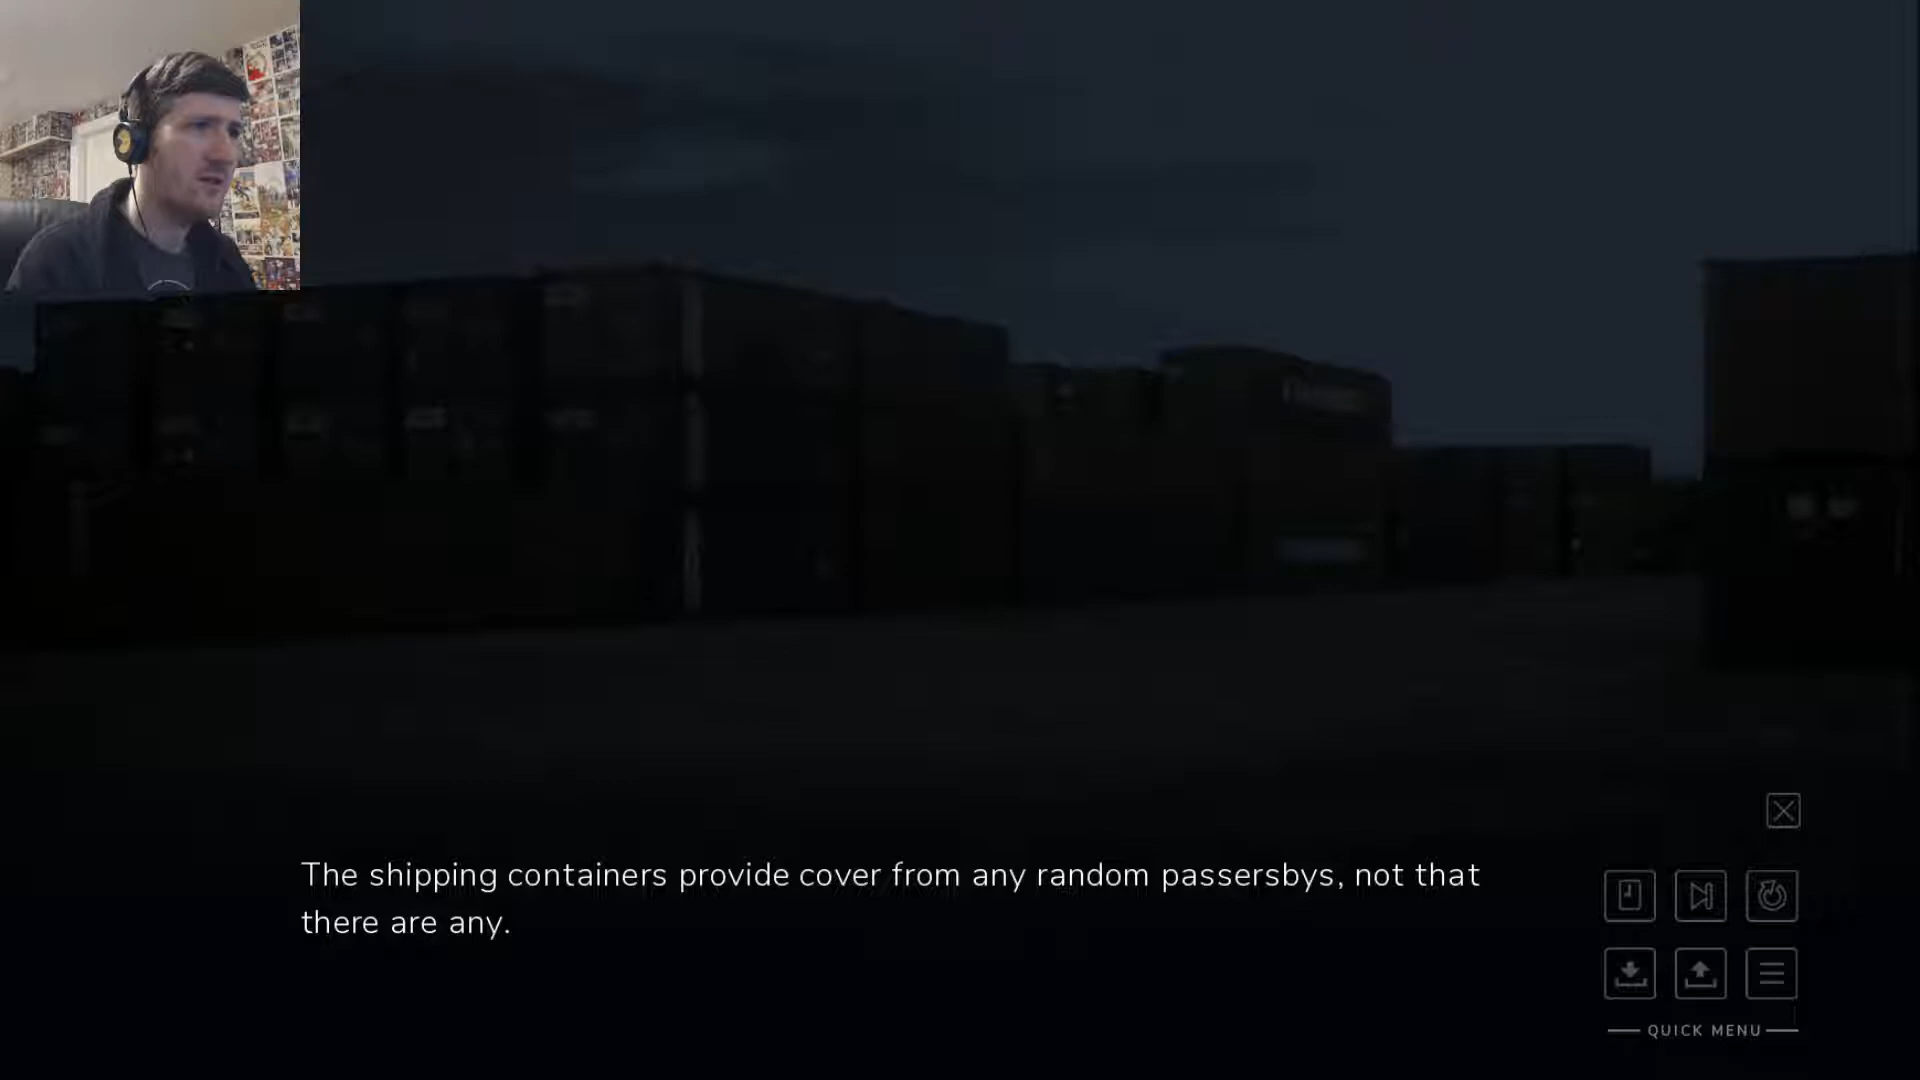 The shipping containers provide cover from any random passersbys, not that
there are any.
QUICK MENU